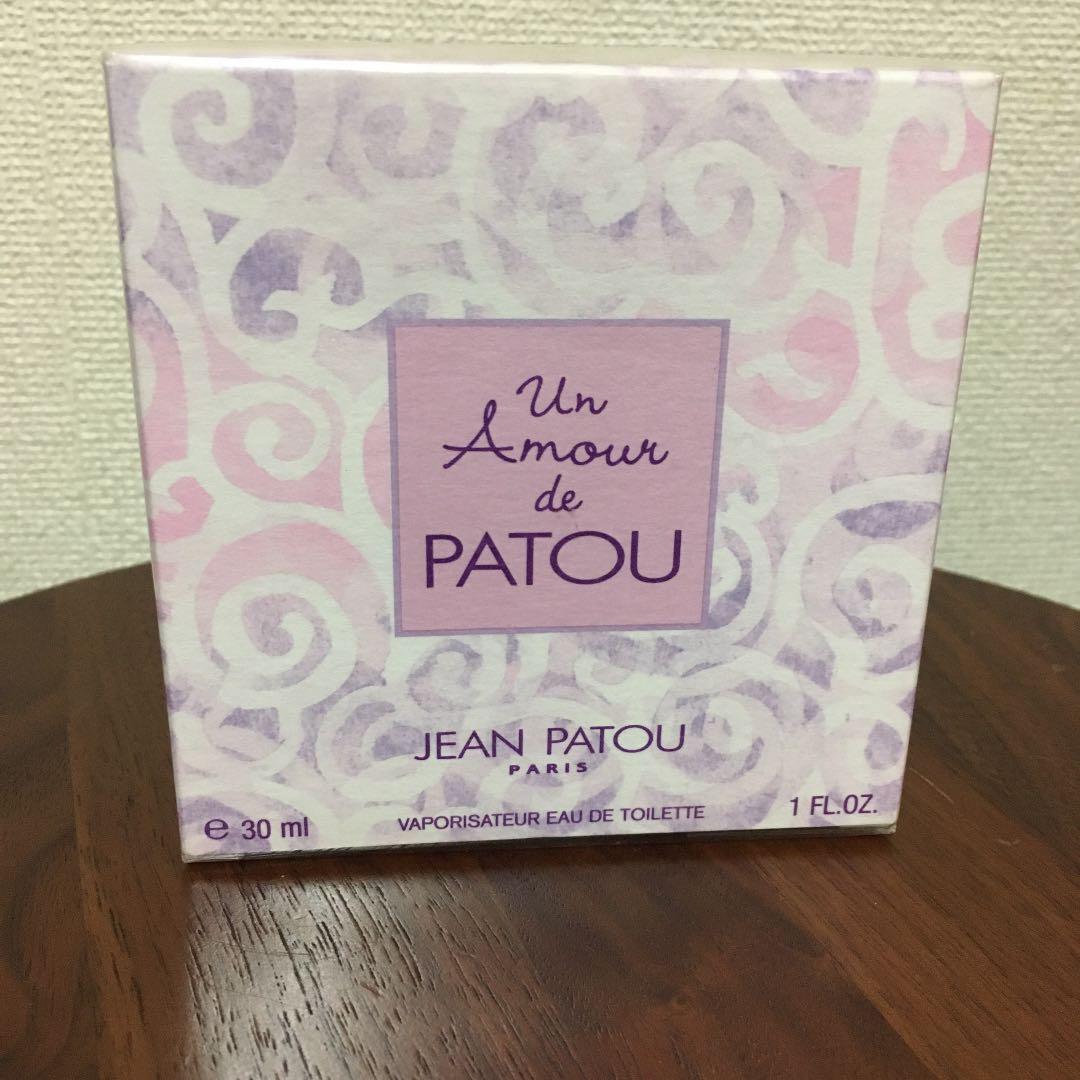 Un
Amour
de
PATOU
JEAN PATOU
PARIS
e 30 ml
VAPORISATEUR EAU DE TOILETTE
1 FL.OZ.